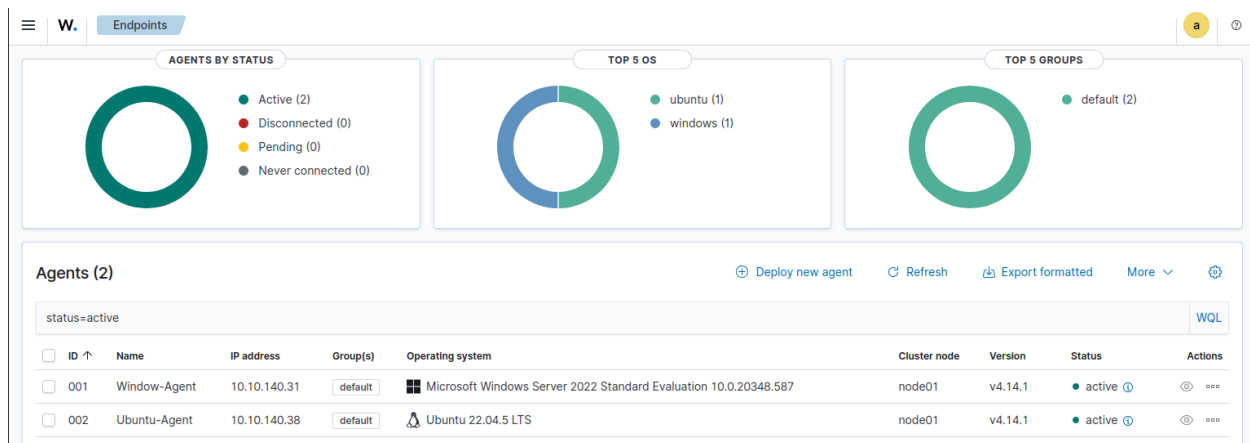 W. Endpoints a
AGENTS BY STATUS
Active (2)
Disconnected (0)
Pending (0)
Never connected (0)
TOP 5 OS
ubuntu (1)
windows (1)
TOP 5 GROUPS
default (2)
Agents (2) Deploy new agent Refresh Export formatted More
status=active WQL
ID Name IP address Group(s) Operating system Cluster node Version Status Actions
001 Window-Agent 10.10.140.31 default Microsoft Windows Server 2022 Standard Evaluation 10.0.20348.587 node01 v4.14.1 active
002 Ubuntu-Agent 10.10.140.38 default Ubuntu 22.04.5 LTS node01 v4.14.1 active